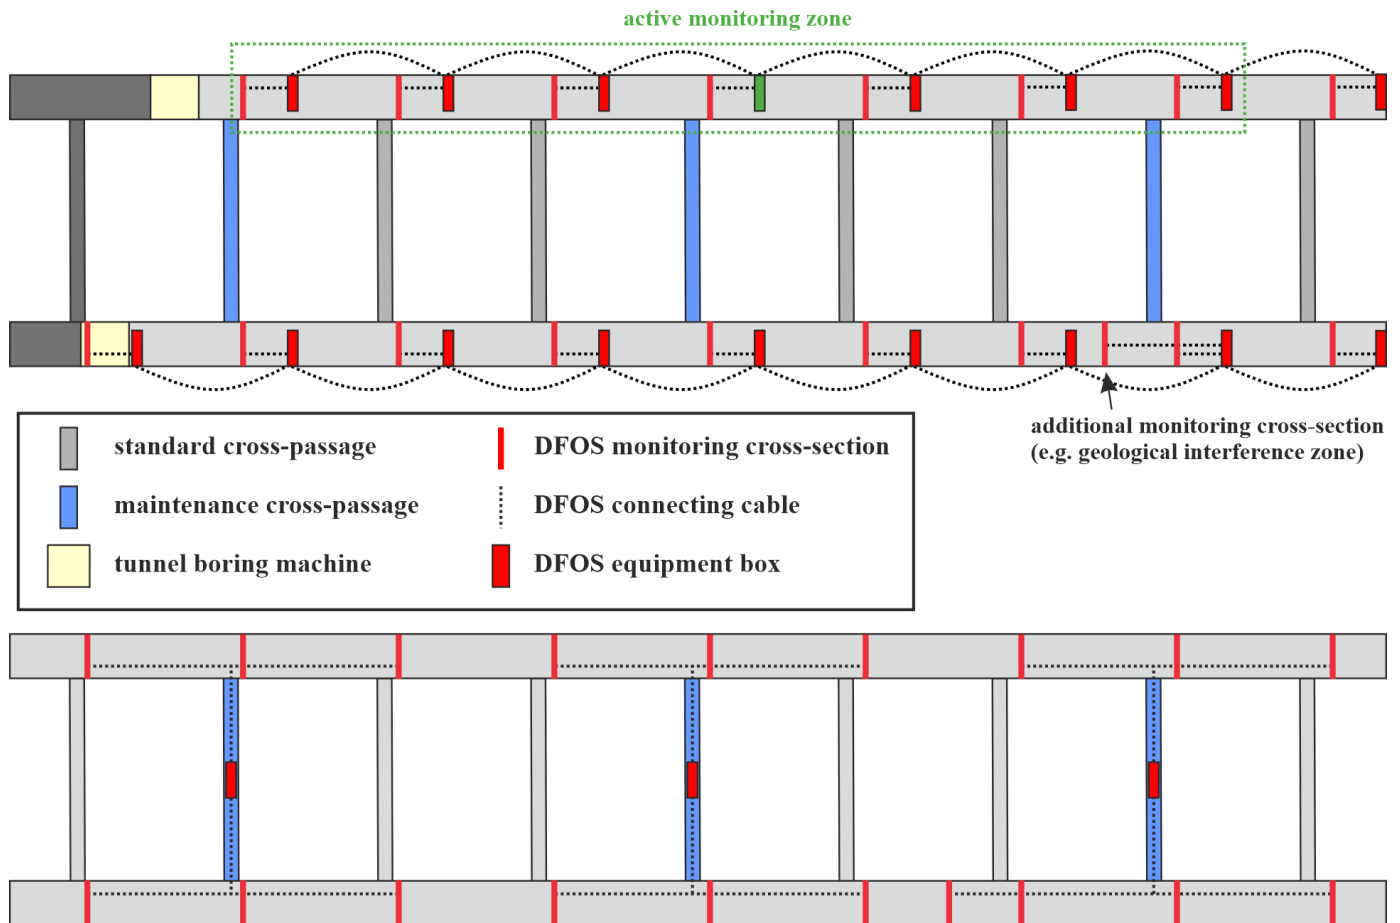 active monitoring zone
additional monitoring cross-section
(e.g. geological interference zone)
standard cross-passage
DFOS monitoring cross-section
maintenance cross-passage
DFOS connecting cable
tunnel boring machine
DFOS equipment box